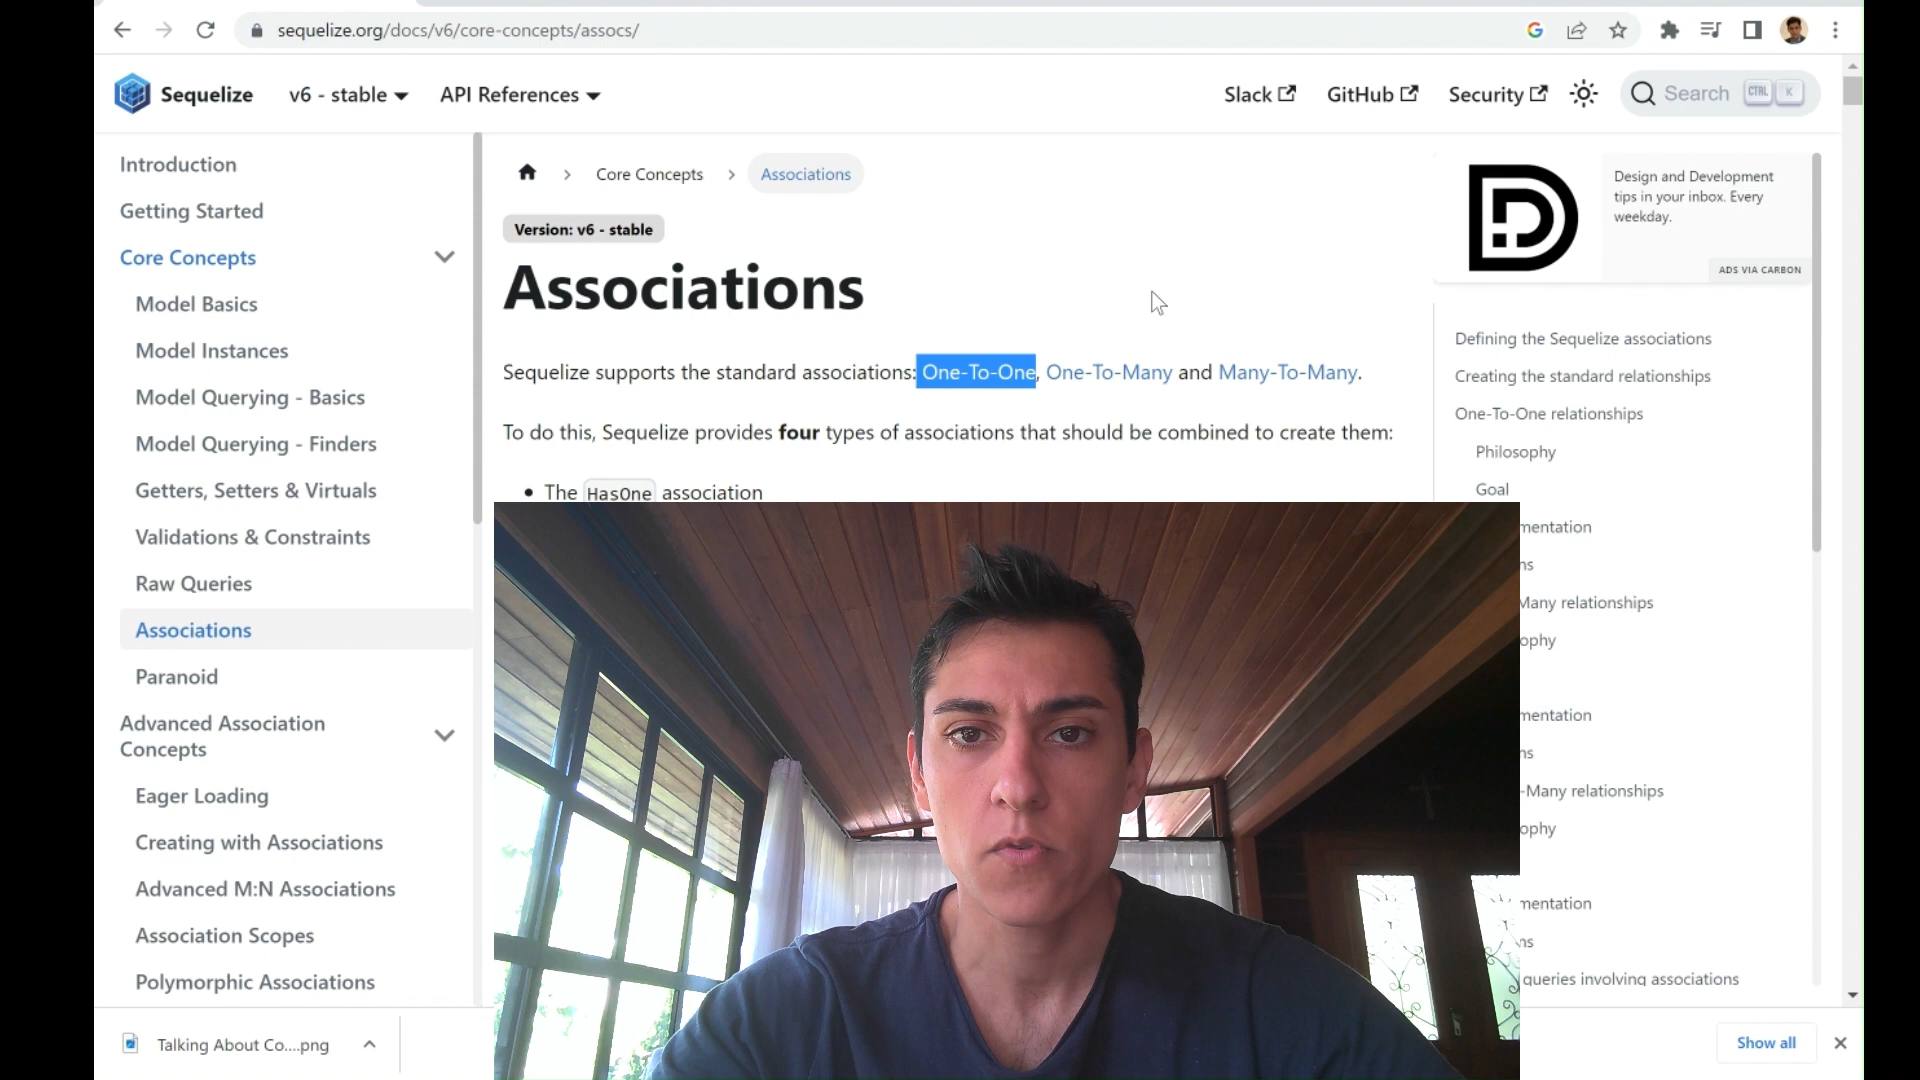 sequelize.org/docs/v6/core-concepts/assocs/
Sequelize
v6 - stable
API References
Slack
GitHub
Security
Search
CTRL
K
Introduction
Getting Started
Core Concepts
Model Basics
Model Instances
Model Querying - Basics
Model Querying - Finders
Getters, Setters & Virtuals
Validations & Constraints
Raw Queries
Associations
Paranoid
Advanced Association
Concepts
Eager Loading
Creating with Associations
Advanced M:N Associations
Association Scopes
Polymorphic Associations
Core Concepts
Associations
Version: v6 - stable
Associations
Sequelize supports the standard associations: One-To-One, One-To-Many and Many-To-Many.
To do this, Sequelize provides four types of associations that should be combined to create them:
• The HasOne association
Design and Development
tips in your inbox. Every
weekday.
ADS VIA CARBON
Defining the Sequelize associations
Creating the standard relationships
One-To-One relationships
Philosophy
Goal
mentation
ns
Many relationships
ophy
mentation
ns
-Many relationships
ophy
mentation
ns
queries involving associations
Talking About Co....png
Show all